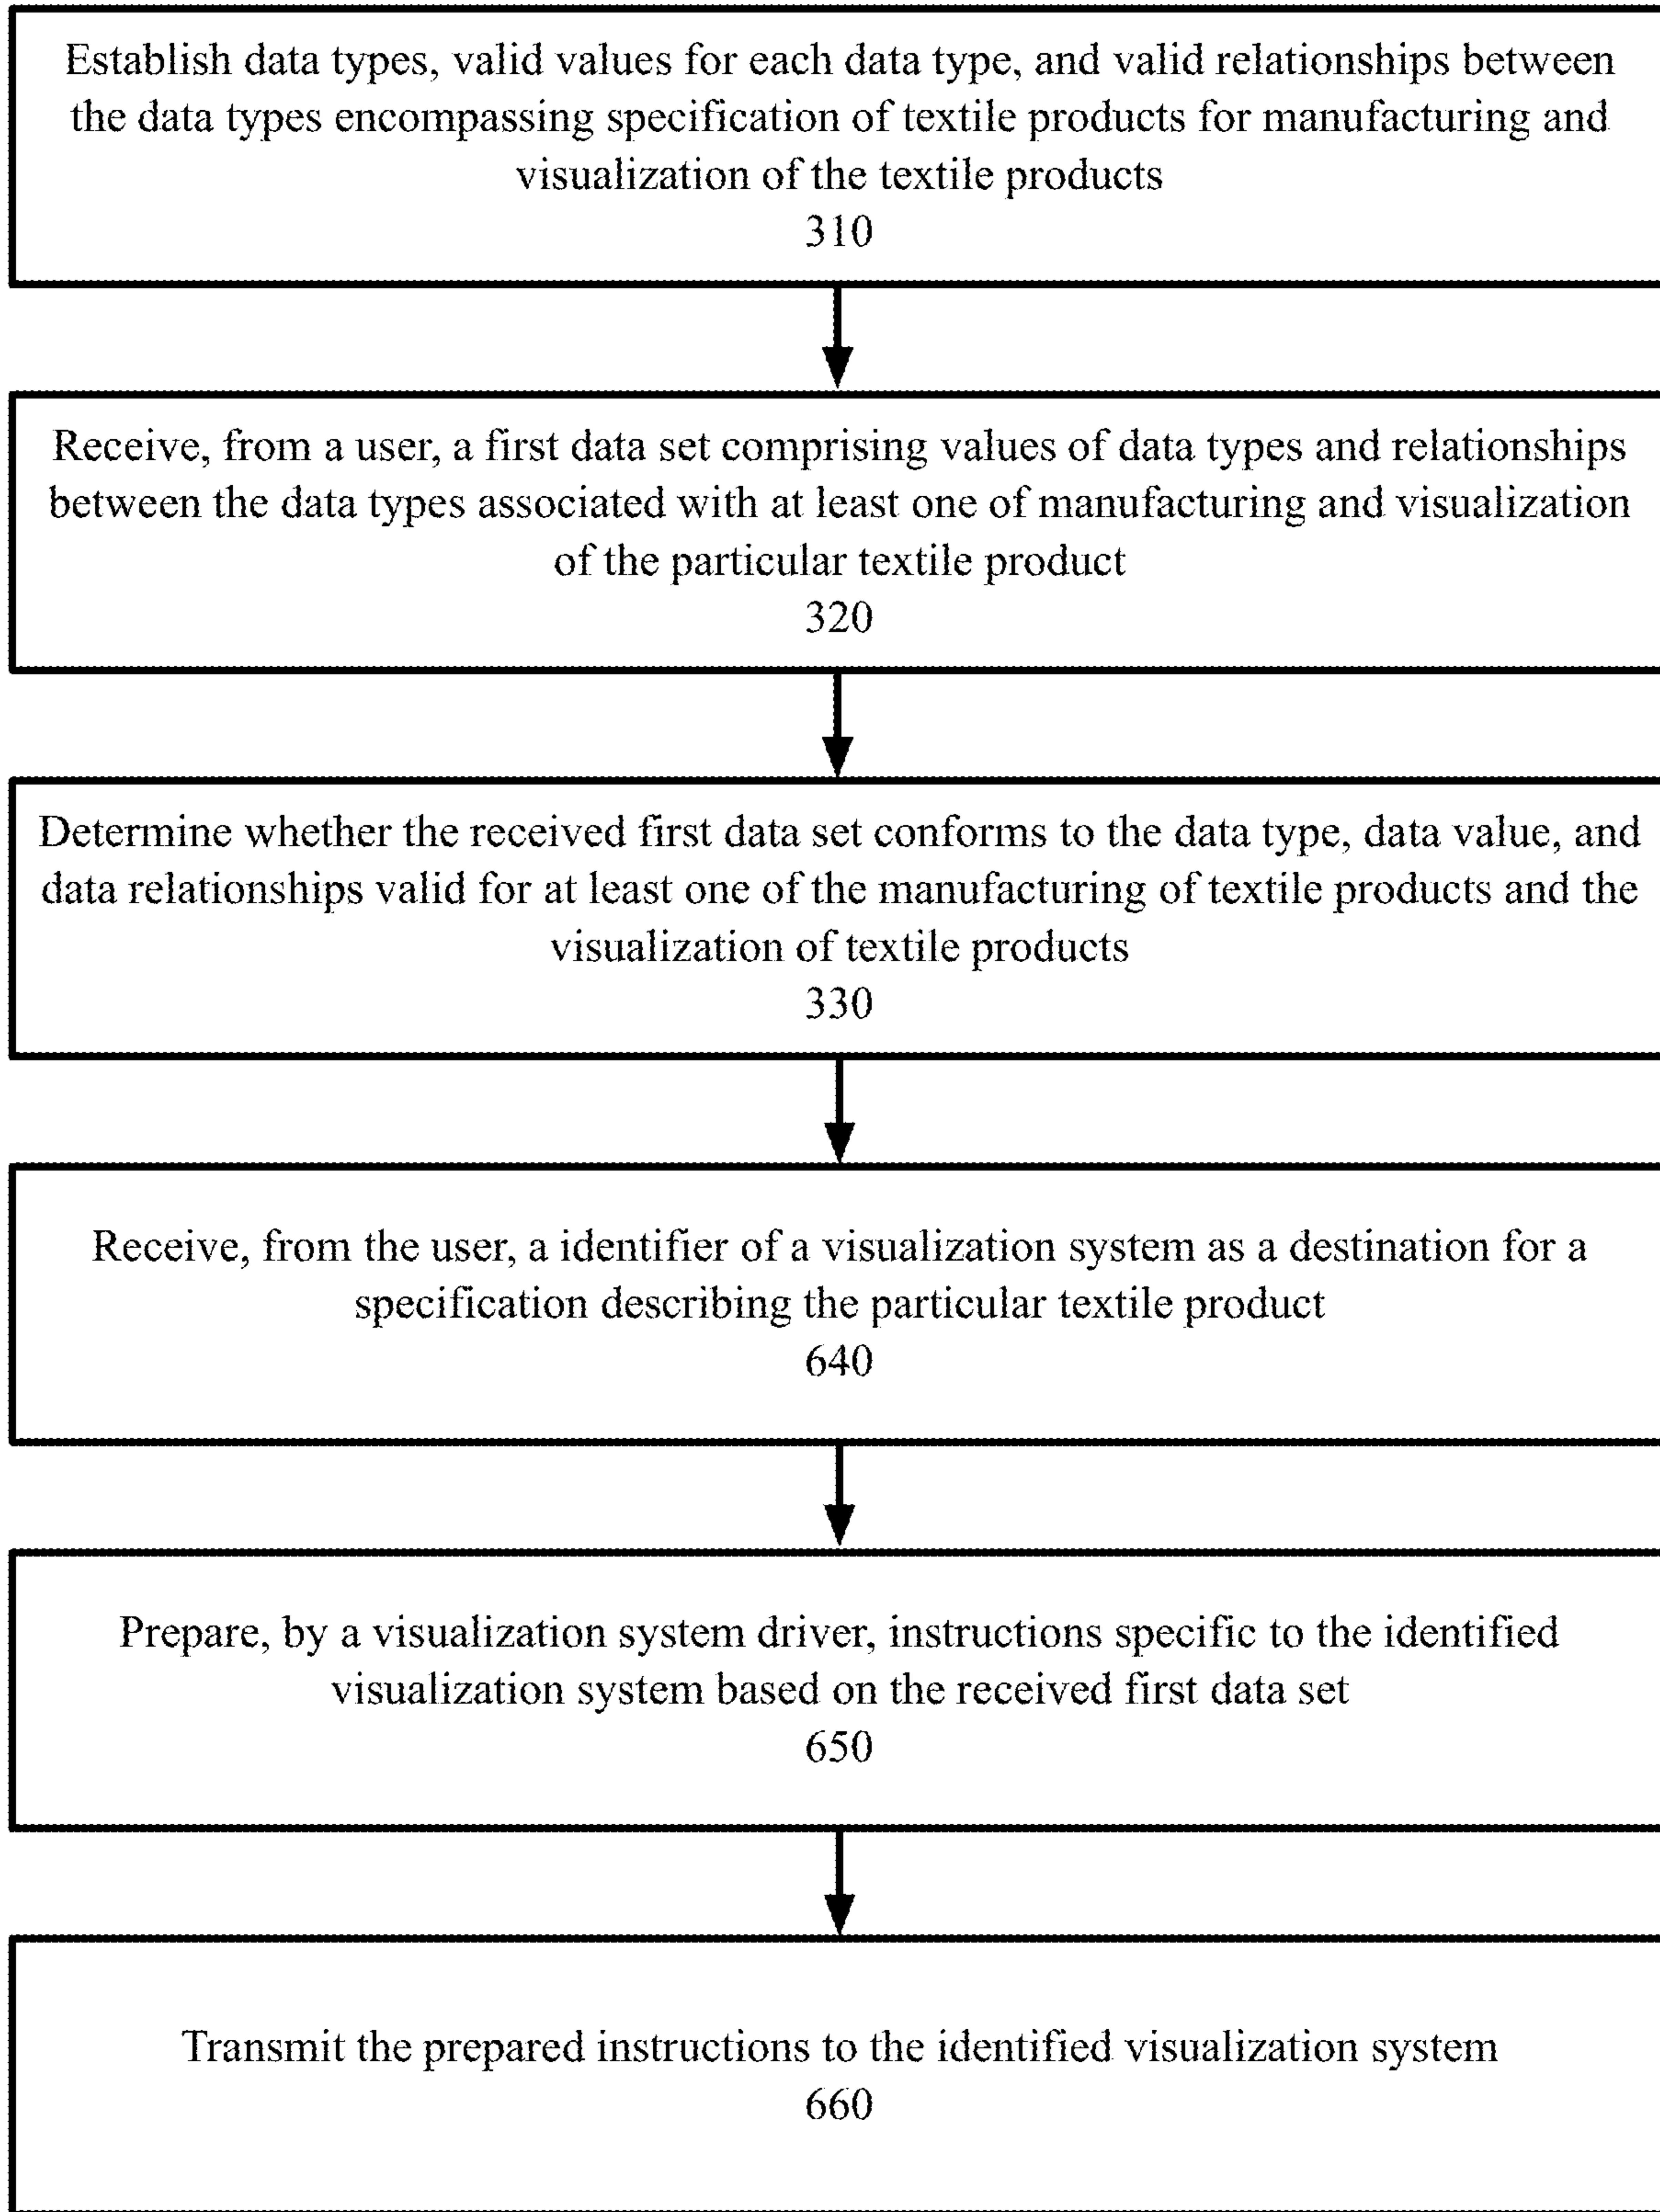 Establish data types, valid values for each data type, and valid relationships between
the data types encompassing specification of textile products for manufacturing and
visualization of the textile products
310
Receive, from a user, a first data set comprising values of data types and relationships
between the data types associated with at least one of manufacturing and visualization
of the particular textile product
320
Determine whether the received first data set conforms to the data type, data value, and
data relationships valid for at least one of the manufacturing of textile products and the
visualization of textile products
330
Receive, from the user, a identifier of a visualization system as a destination for a
specification describing the particular textile product
640
Prepare, by a visualization system driver, instructions specific to the identified
visualization system based on the received first data set
650
Transmit the prepared instructions to the identified visualization system
660